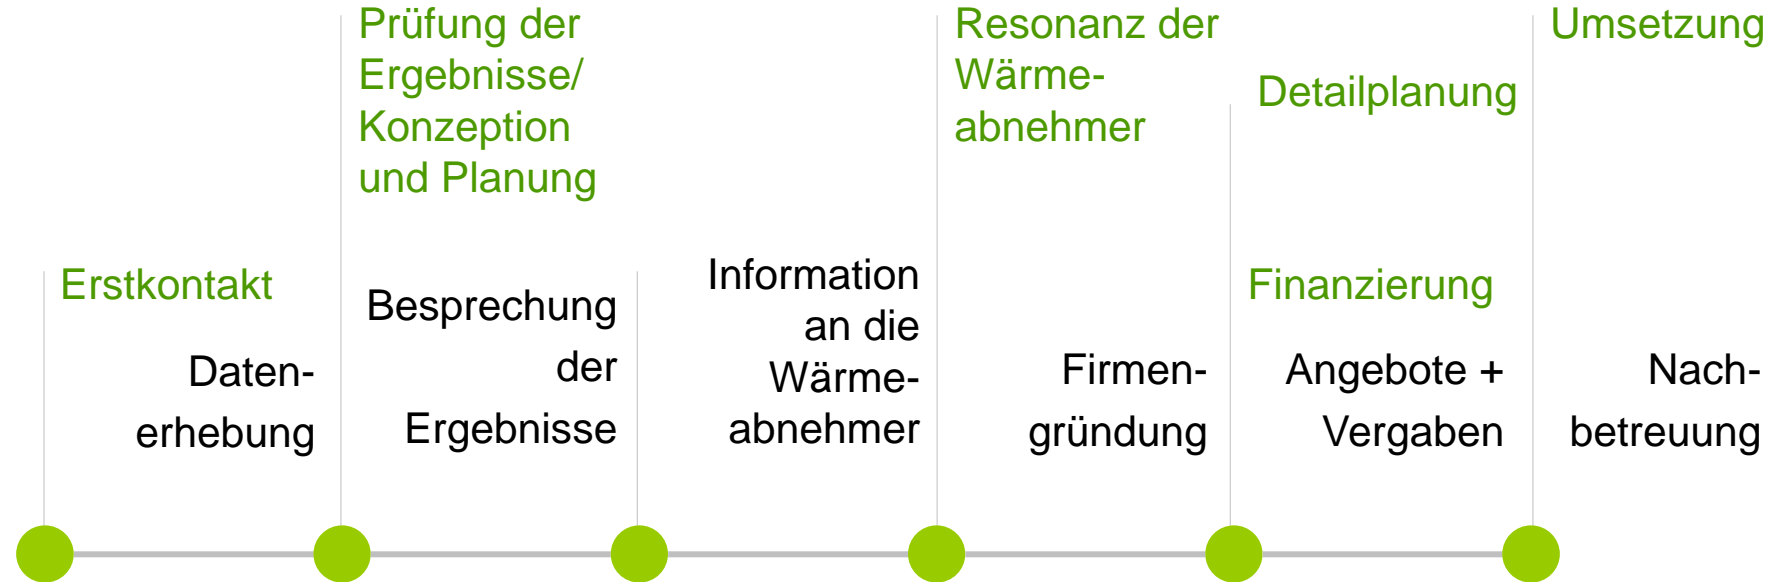 Erstkontakt
Daten-
erhebung
Prüfung der
Ergebnisse/
Konzeption
und Planung
Besprechung
der
Ergebnisse
Information
an die
Wärme-
abnehmer
Resonanz der
Wärme-
abnehmer
Firmen-
gründung
Detailplanung
Finanzierung
Angebote +
Vergaben
Umsetzung
Nach-
betreuung